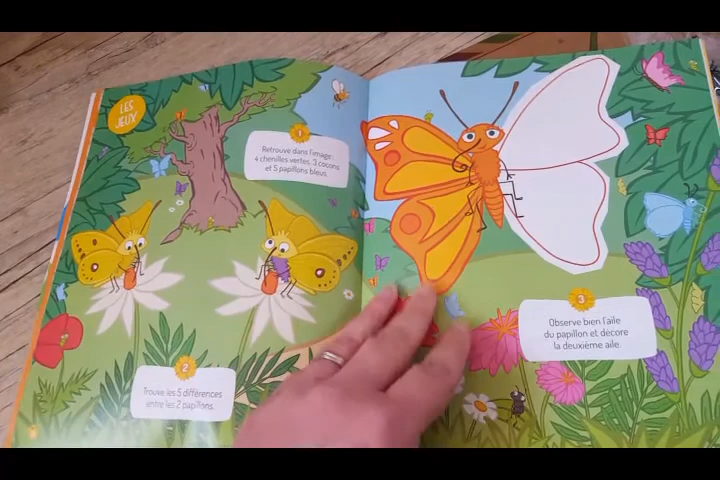 LES
JEUX
1
Retrouve dans l'image :
4 chenilles vertes, 3 cocons
et 5 papillons bleus.
2
Trouve les 5 différences
entre les 2 papillons.
3
Observe bien l'aile
du papillon et décore
la deuxième aile.